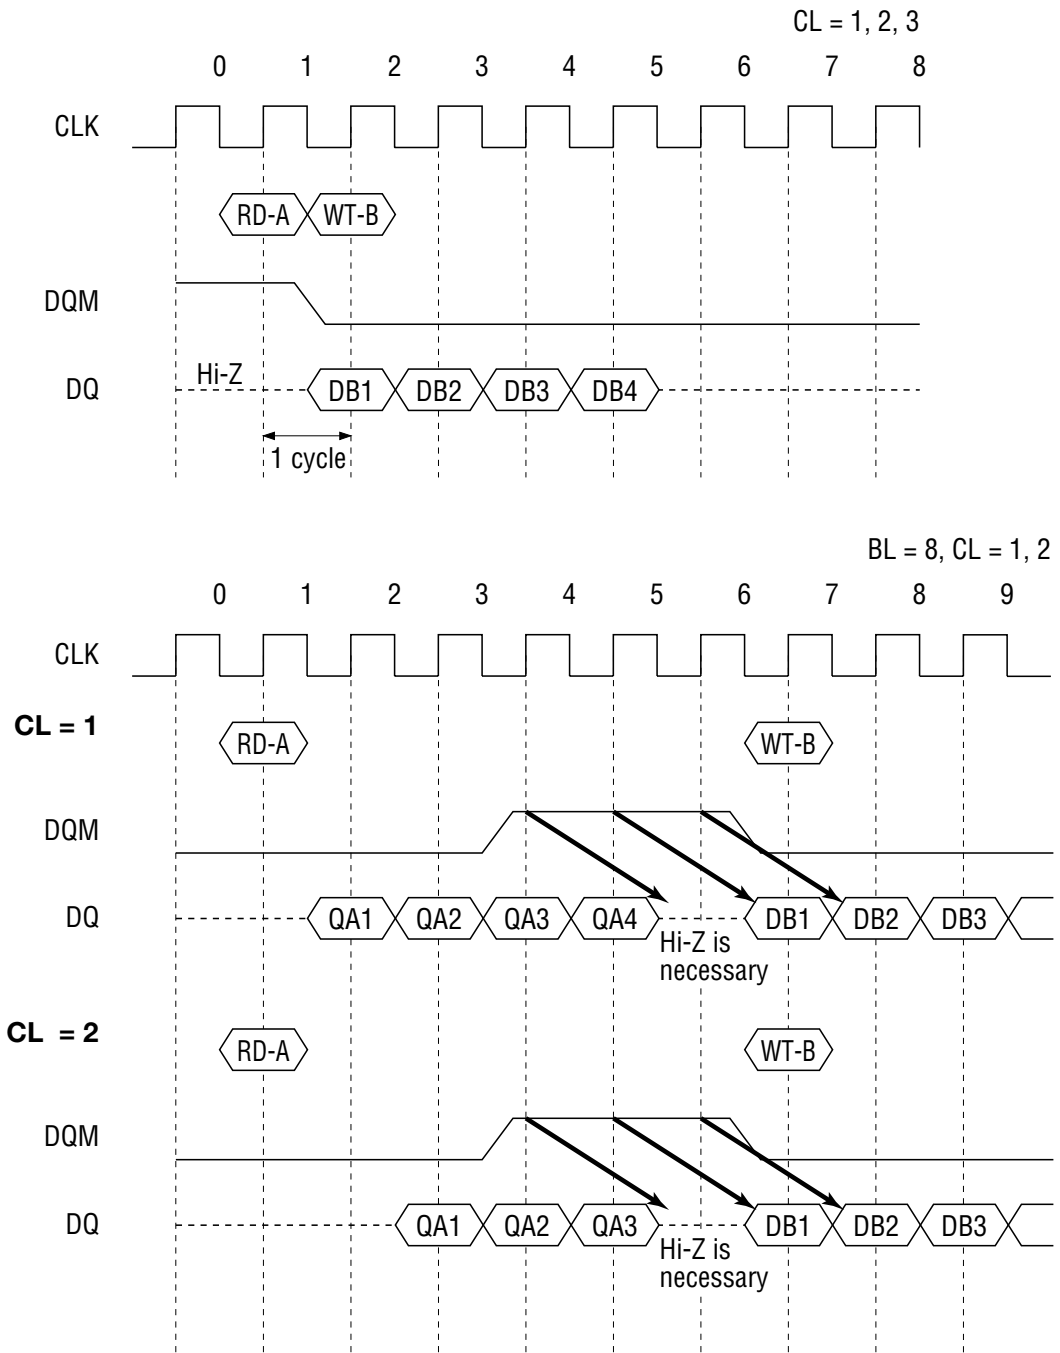 CL = 1, 2, 3
0 1 2 3 4 5 6 7 8
CLK
RD-A WT-B
DQM
Hi-Z
DQ DB1 DB2 DB3 DB4
1 cycle
BL = 8, CL = 1, 2
0 1 2 3 4 5 6 7 8 9
CLK
CL = 1
RD-A WT-B
DQM
DQ QA1 QA2 QA3 QA4 DB1 DB2 DB3
Hi-Z is
necessary
CL = 2
RD-A WT-B
DQM
DQ QA1 QA2 QA3 DB1 DB2 DB3
Hi-Z is
necessary